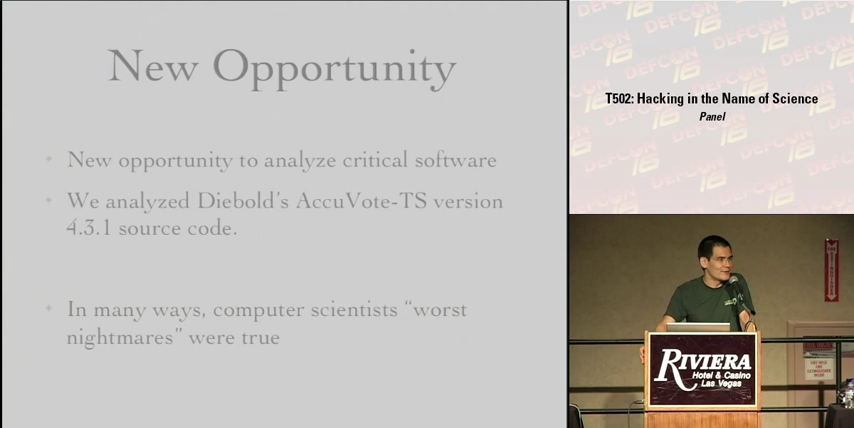 New Opportunity
New opportunity to analyze critical software
We analyzed Diebold's AccuVote-TS version
4.3.1 source code.
In many ways, computer scientists “worst
nightmares” were true
DEFCON 16
T502: Hacking in the Name of Science
Panel
RIVIERA
Hotel & Casino
Las Vegas